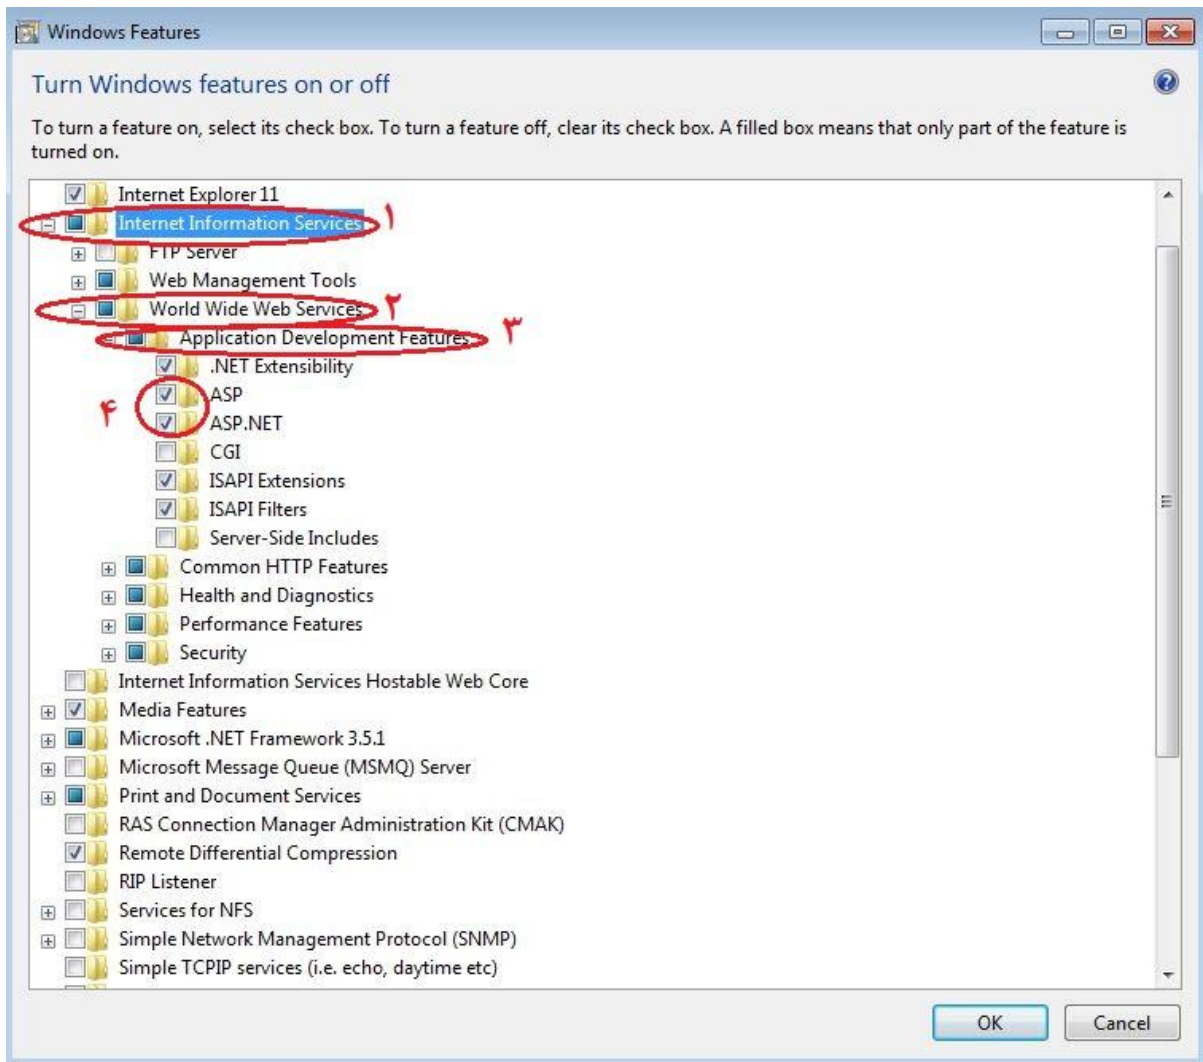 Windows Features
Turn Windows features on or off
To turn a feature on, select its check box. To turn a feature off, clear its check box. A filled box means that only part of the feature is
turned on.
Internet Explorer 11
Internet Information Services ۱
FTP Server
Web Management Tools
World Wide Web Services ۲
Application Development Features ۳
.NET Extensibility
۴ ASP
ASP.NET
CGI
ISAPI Extensions
ISAPI Filters
Server-Side Includes
Common HTTP Features
Health and Diagnostics
Performance Features
Security
Internet Information Services Hostable Web Core
Media Features
Microsoft .NET Framework 3.5.1
Microsoft Message Queue (MSMQ) Server
Print and Document Services
RAS Connection Manager Administration Kit (CMAK)
Remote Differential Compression
RIP Listener
Services for NFS
Simple Network Management Protocol (SNMP)
Simple TCPIP services (i.e. echo, daytime etc)
OK Cancel